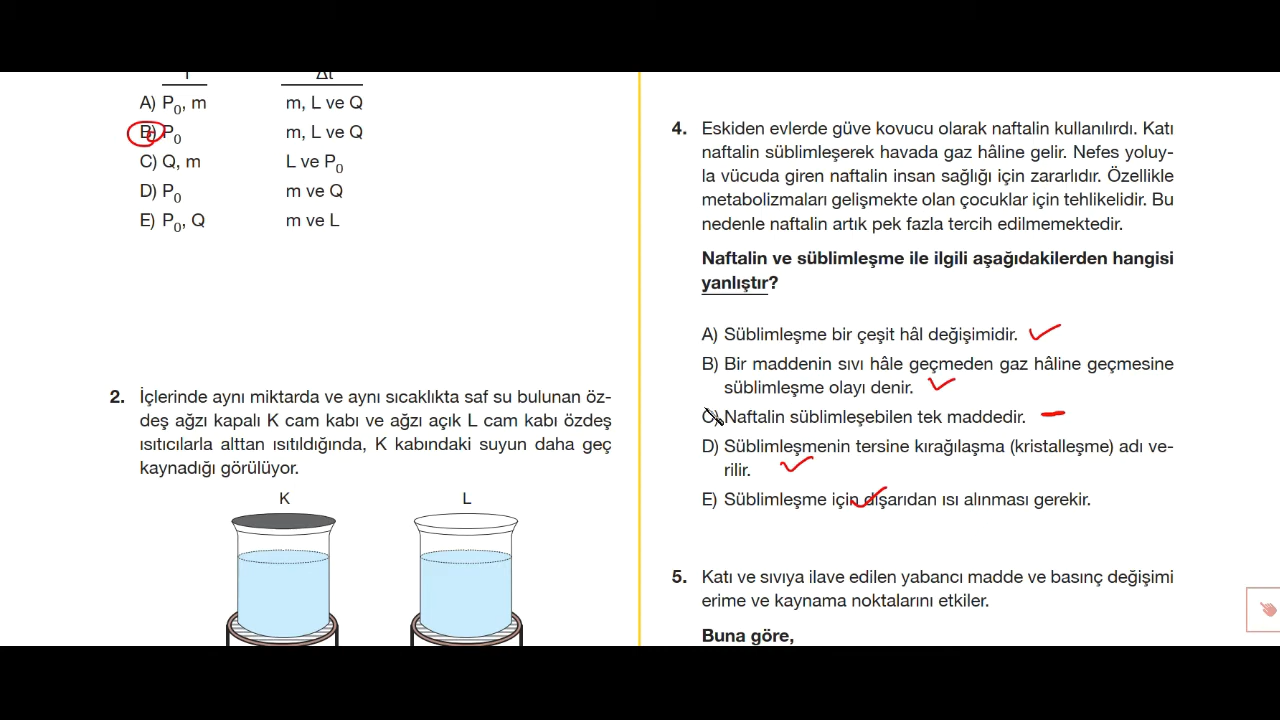 A) P₀, m m, L ve Q
B) P₀ m, L ve Q
C) Q, m L ve P₀
D) P₀ m ve Q
E) P₀, Q m ve L
2. İçlerinde aynı miktarda ve aynı sıcaklıkta saf su bulunan öz-
deş ağzı kapalı K cam kabı ve ağzı açık L cam kabı özdeş
ısıtıcılarla alttan ısıtıldığında, K kabındaki suyun daha geç
kaynadığı görülüyor.
K L
4. Eskiden evlerde güve kovucu olarak naftalin kullanılırdı. Katı
naftalin süblimleşerek havada gaz hâline gelir. Nefes yoluy-
la vücuda giren naftalin insan sağlığı için zararlıdır. Özellikle
metabolizmaları gelişmekte olan çocuklar için tehlikelidir. Bu
nedenle naftalin artık pek fazla tercih edilmemektedir.
Naftalin ve süblimleşme ile ilgili aşağıdakilerden hangisi
yanlıştır?
A) Süblimleşme bir çeşit hâl değişimidir.
B) Bir maddenin sıvı hâle geçmeden gaz hâline geçmesine
süblimleşme olayı denir.
C) Naftalin süblimleşebilen tek maddedir.
D) Süblimleşmenin tersine kırağılaşma (kristalleşme) adı ve-
rilir.
E) Süblimleşme için dışarıdan ısı alınması gerekir.
5. Katı ve sıvıya ilave edilen yabancı madde ve basınç değişimi
erime ve kaynama noktalarını etkiler.
Buna göre,